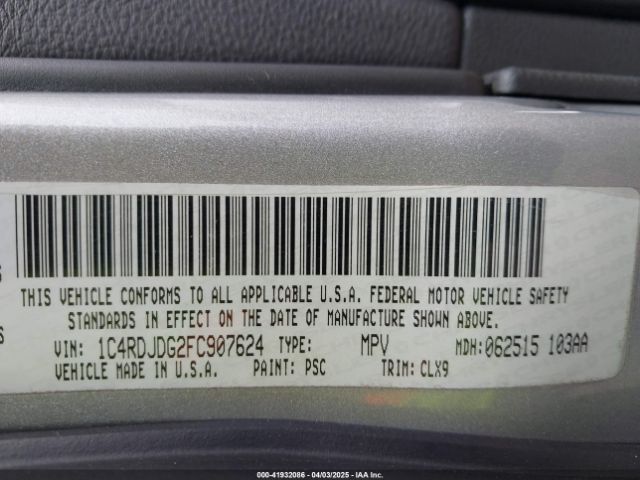 THIS VEHICLE CONFORMS TO ALL APPLICABLE U.S.A. FEDERAL MOTOR VEHICLE SAFETY
STANDARDS IN EFFECT ON THE DATE OF MANUFACTURE SHOWN ABOVE.
VIN: 1C4RDJDG2FC907624 TYPE: MPV MDH:062515 103AA
VEHICLE MADE IN U.S.A. PAINT: PSC TRIM: CLX9
000-41932086 - 04/03/2025 - IAA Inc.